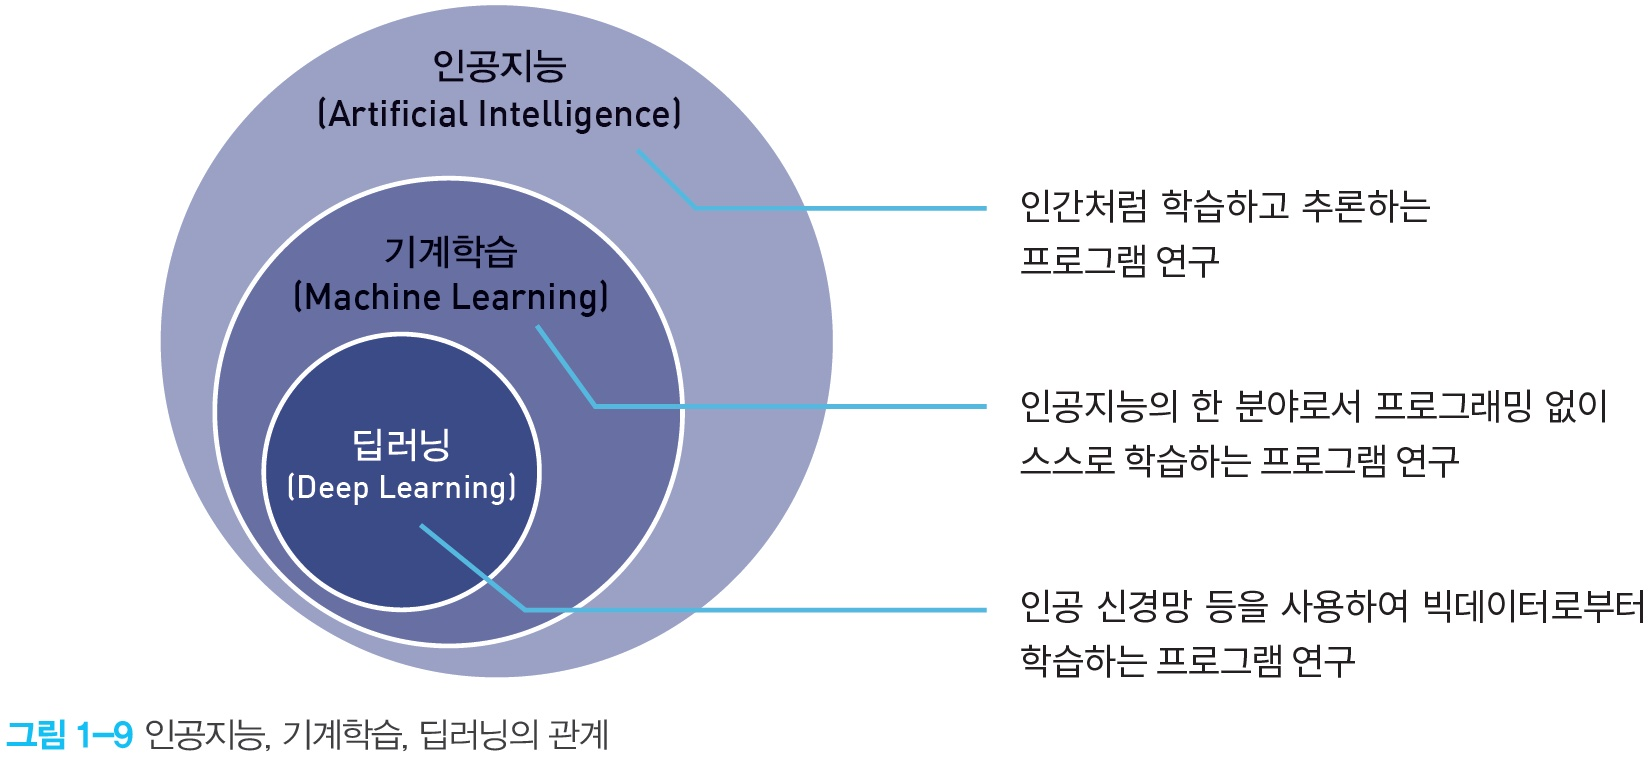 인공지능
(Artificial Intelligence)
인간처럼 학습하고 추론하는
프로그램 연구
기계학습
(Machine Learning)
인공지능의 한 분야로서 프로그래밍 없이
스스로 학습하는 프로그램 연구
딥러닝
(Deep Learning)
인공 신경망 등을 사용하여 빅데이터로부터
학습하는 프로그램 연구
그림 1-9 인공지능, 기계학습, 딥러닝의 관계